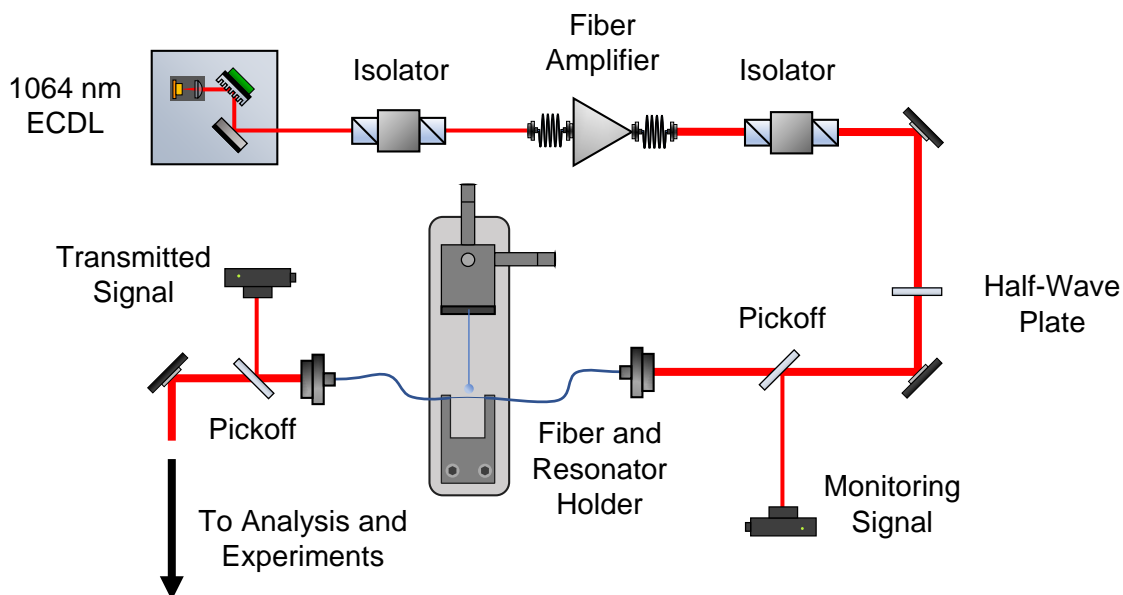 1064 nm
ECDL
Isolator
Fiber
Amplifier
Isolator
Transmitted
Signal
Pickoff
Half-Wave
Plate
Pickoff
Fiber and
Resonator
Holder
Monitoring
Signal
To Analysis and
Experiments